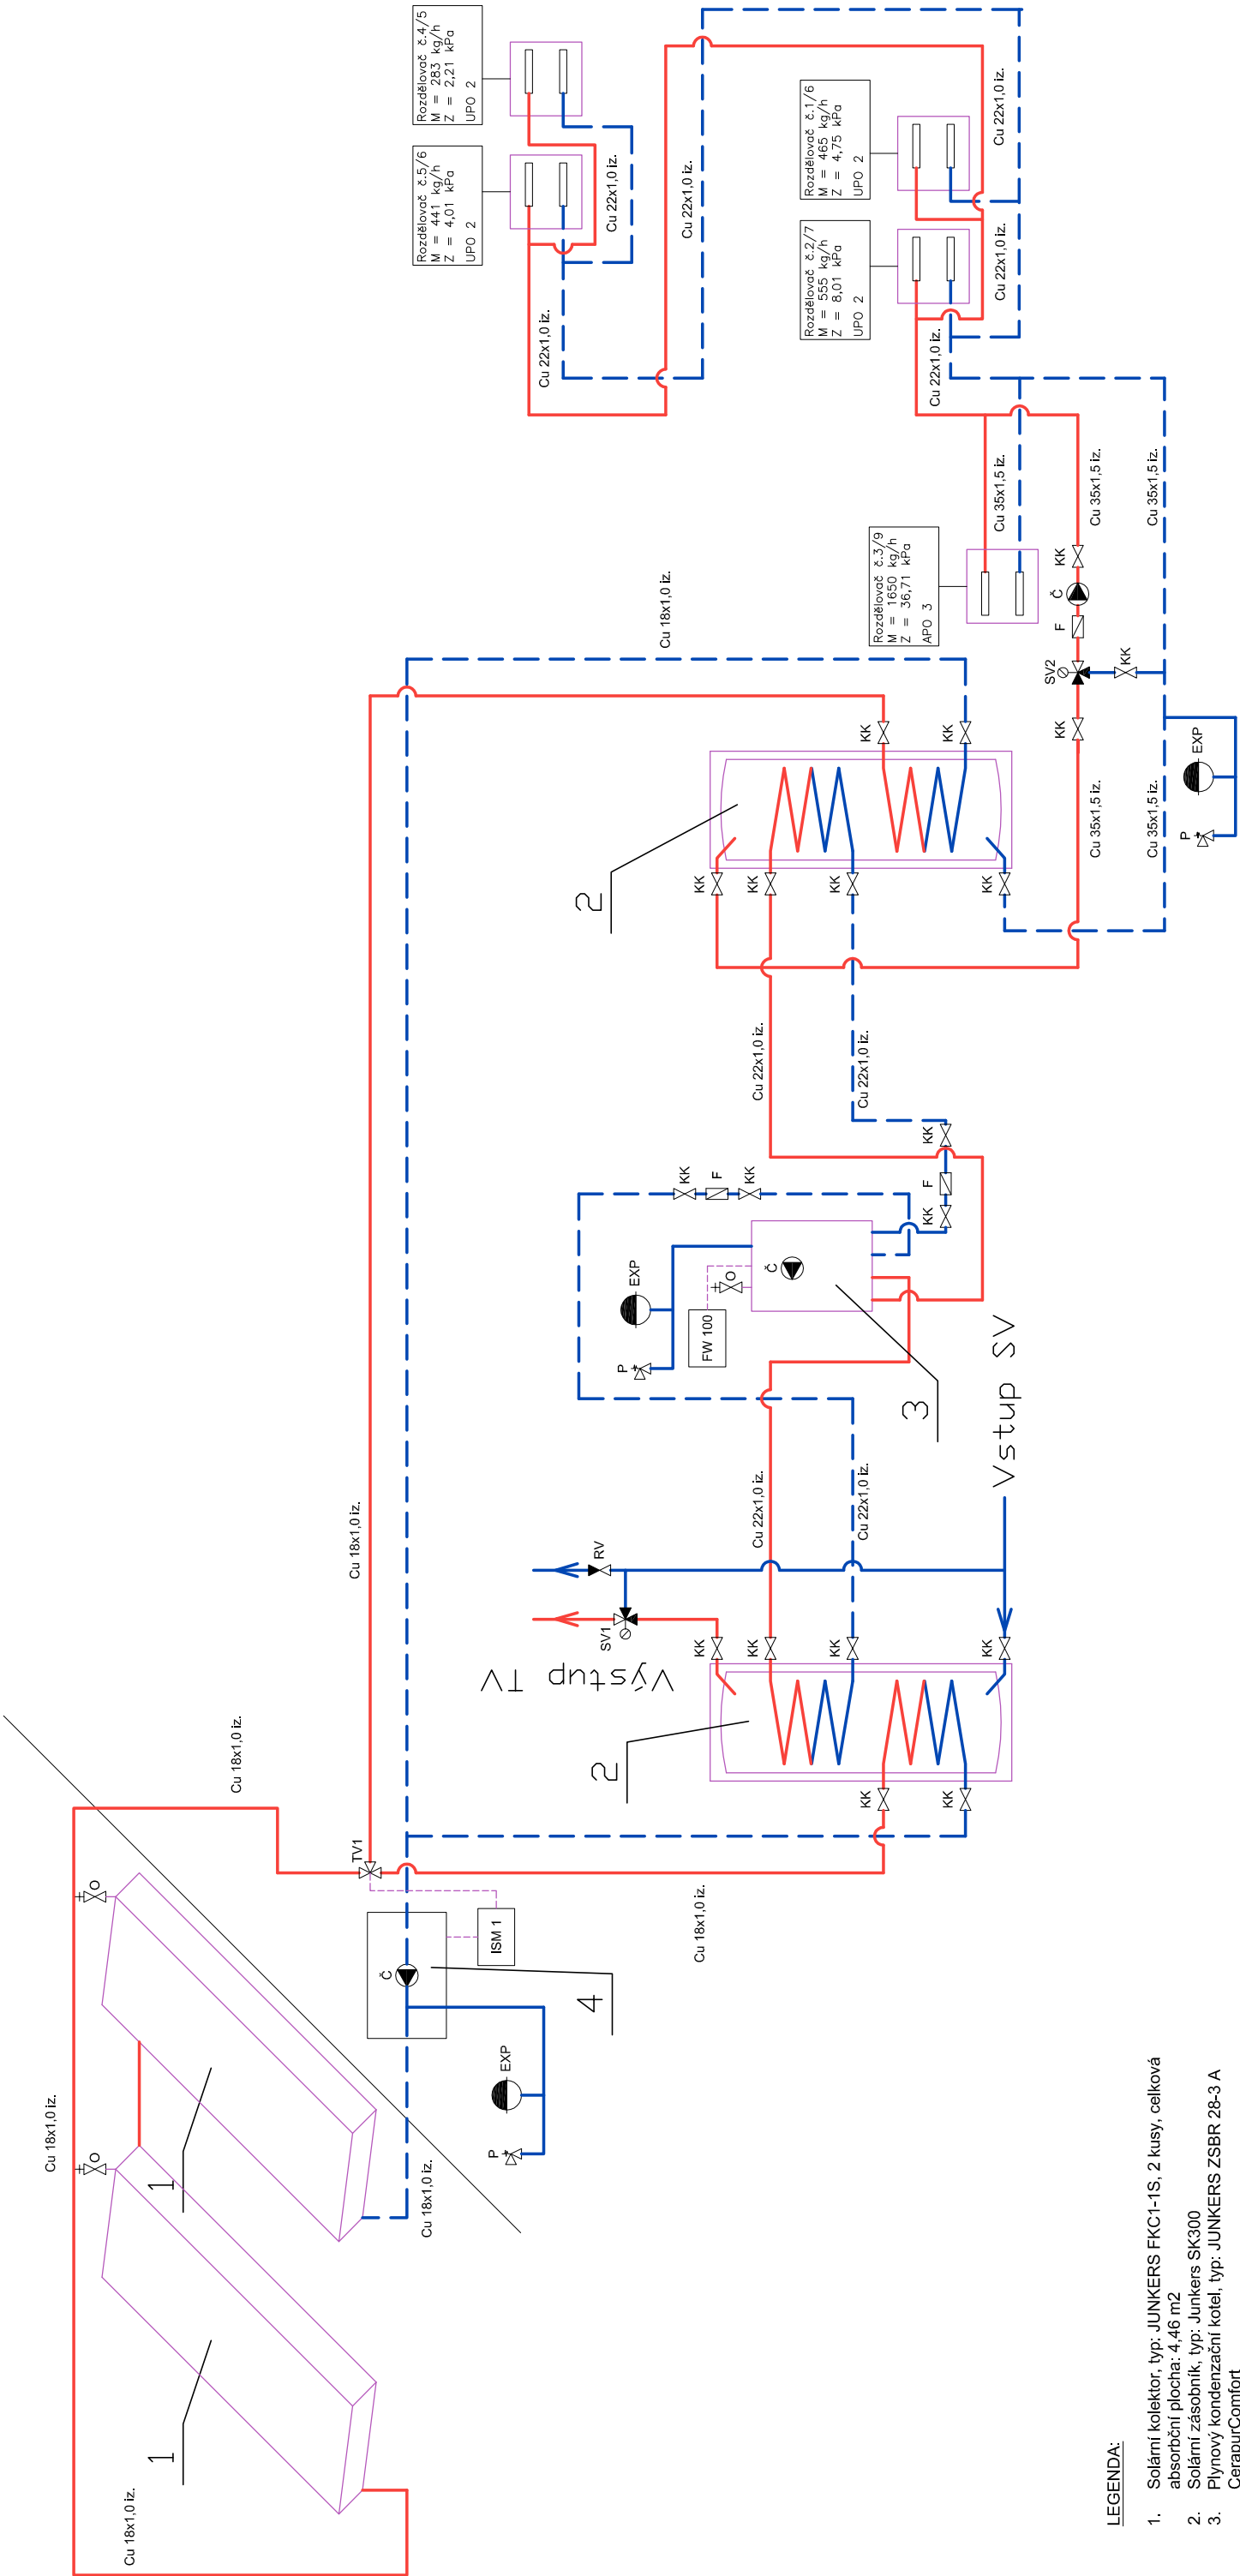 Cu 18x1,0 iz.
1
O
Cu 18x1,0 iz.
1
O
Cu 18x1,0 iz.
Cu 18x1,0 iz.
P
EXP
4
Č
ISM 1
TV1
Cu 18x1,0 iz.
Cu 18x1,0 iz.
2
KK
KK
KK
KK
KK
KK
Výstup TV
SV1
RV
Vstup SV
Cu 22x1,0 iz.
Cu 22x1,0 iz.
3
P
EXP
FW 100
O
Č
KK
F
KK
KK
F
KK
Cu 22x1,0 iz.
Cu 22x1,0 iz.
2
KK
KK
KK
KK
KK
KK
Cu 18x1,0 iz.
Cu 35x1,5 iz.
Cu 35x1,5 iz.
P
EXP
KK
SV2
KK
F
Č
KK
Cu 35x1,5 iz.
Cu 35x1,5 iz.
Cu 35x1,5 iz.
Rozdělovač č.3/9
M = 1650 kg/h
Z = 36,71 kPa
APO 3
Cu 22x1,0 iz.
Rozdělovač č.2/7
M = 555 kg/h
Z = 8,01 kPa
UPO 2
Cu 22x1,0 iz.
Rozdělovač č.1/6
M = 465 kg/h
Z = 4,75 kPa
UPO 2
Cu 22x1,0 iz.
Cu 22x1,0 iz.
Cu 22x1,0 iz.
Rozdělovač č.5/6
M = 441 kg/h
Z = 4,01 kPa
UPO 2
Cu 22x1,0 iz.
Rozdělovač č.4/5
M = 283 kg/h
Z = 2,21 kPa
UPO 2
LEGENDA:
1. Solární kolektor, typ: JUNKERS FKC1-1S, 2 kusy, celková
absorbční plocha: 4,46 m2
2. Solární zásobník, typ: Junkers SK300
3. Plynový kondenzační kotel, typ: JUNKERS ZSBR 28-3 A
CerapurComfort